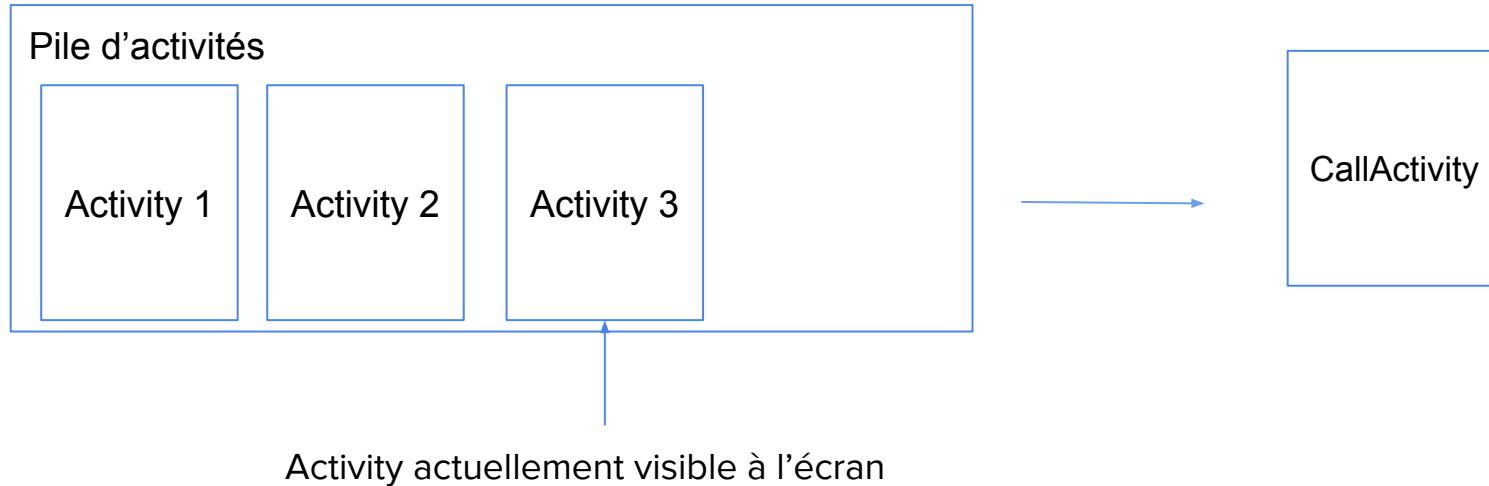 Pile d’activités
Activity 1
Activity 2
Activity 3
CallActivity
Activity actuellement visible à l’écran